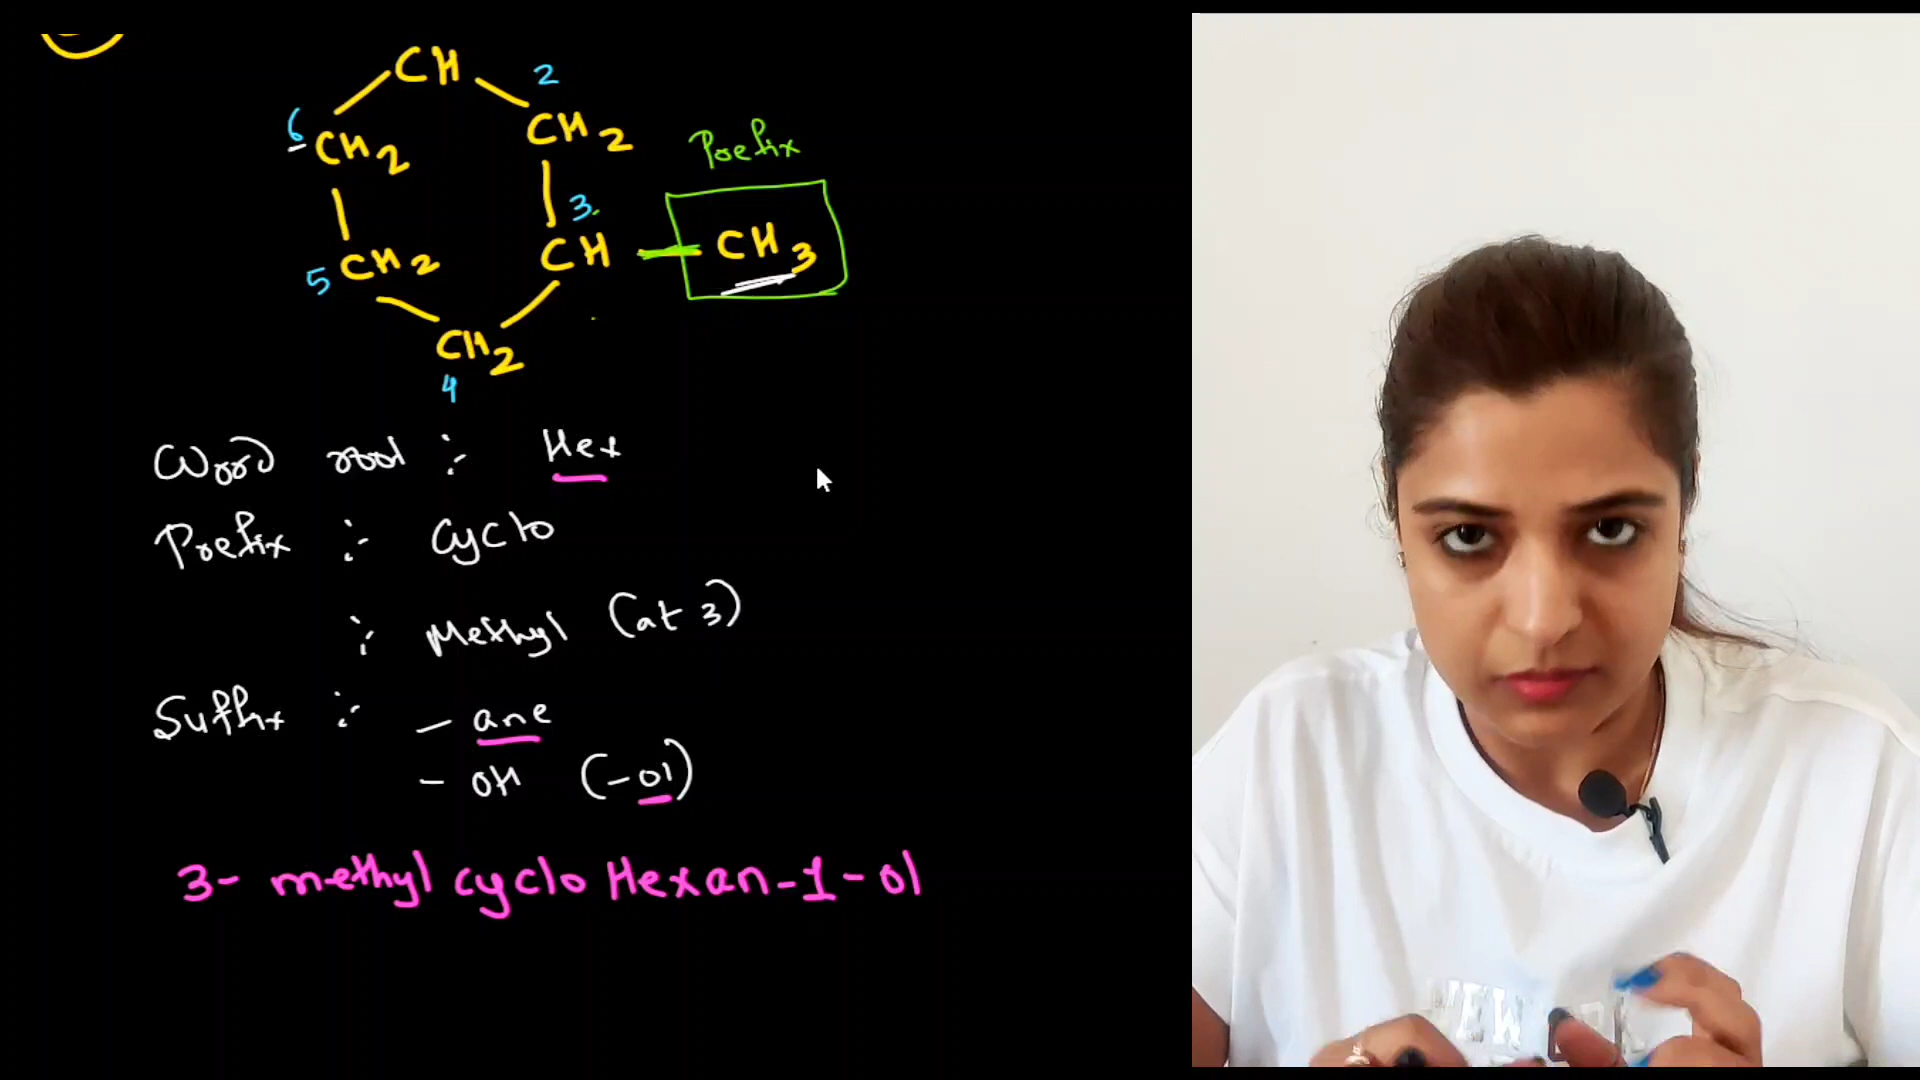 CH
2
6
CH2
CH2
Prefix
3.
CH - CH3
5
CH2
CH2
4
Word root :- Hex
Prefix :- Cyclo
:- Methyl (at 3)
Suffix :- - ane
- OH (-ol)
3- methyl cyclo Hexan-1-ol